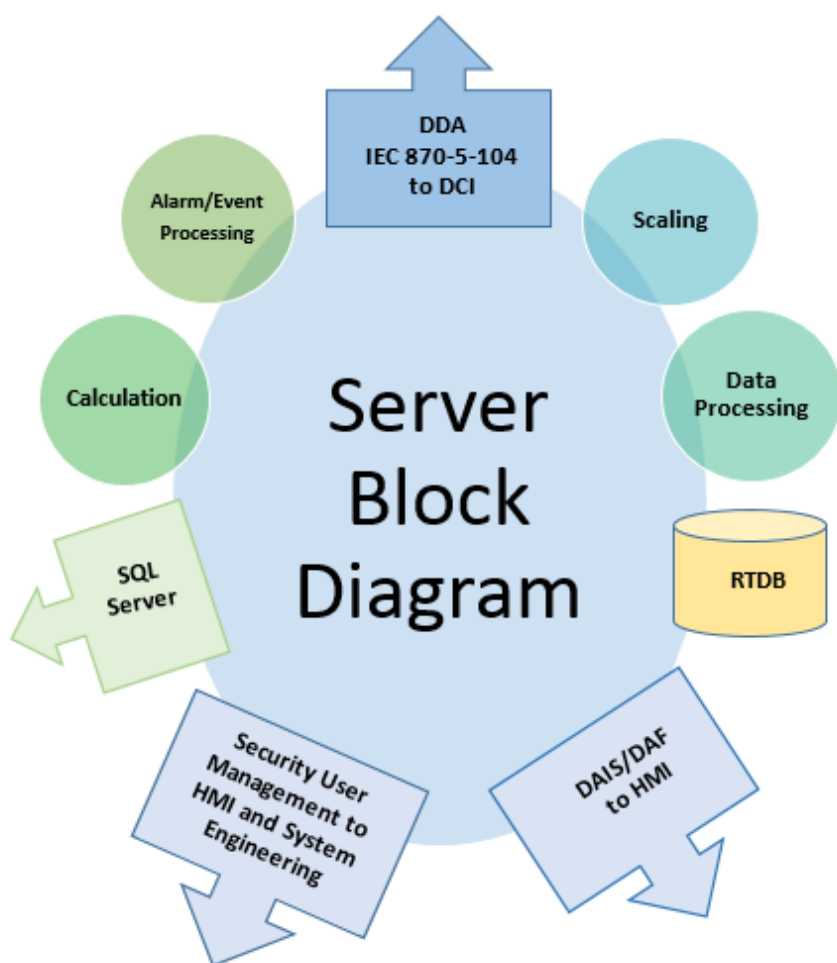 DDA
IEC 870-5-104
to DCI
Alarm/Event
Processing
Scaling
Calculation
Data
Processing
Server
Block
Diagram
SQL
Server
RTDB
Security User
Management to
HMI and System
Engineering
DAIS/DAF
to HMI